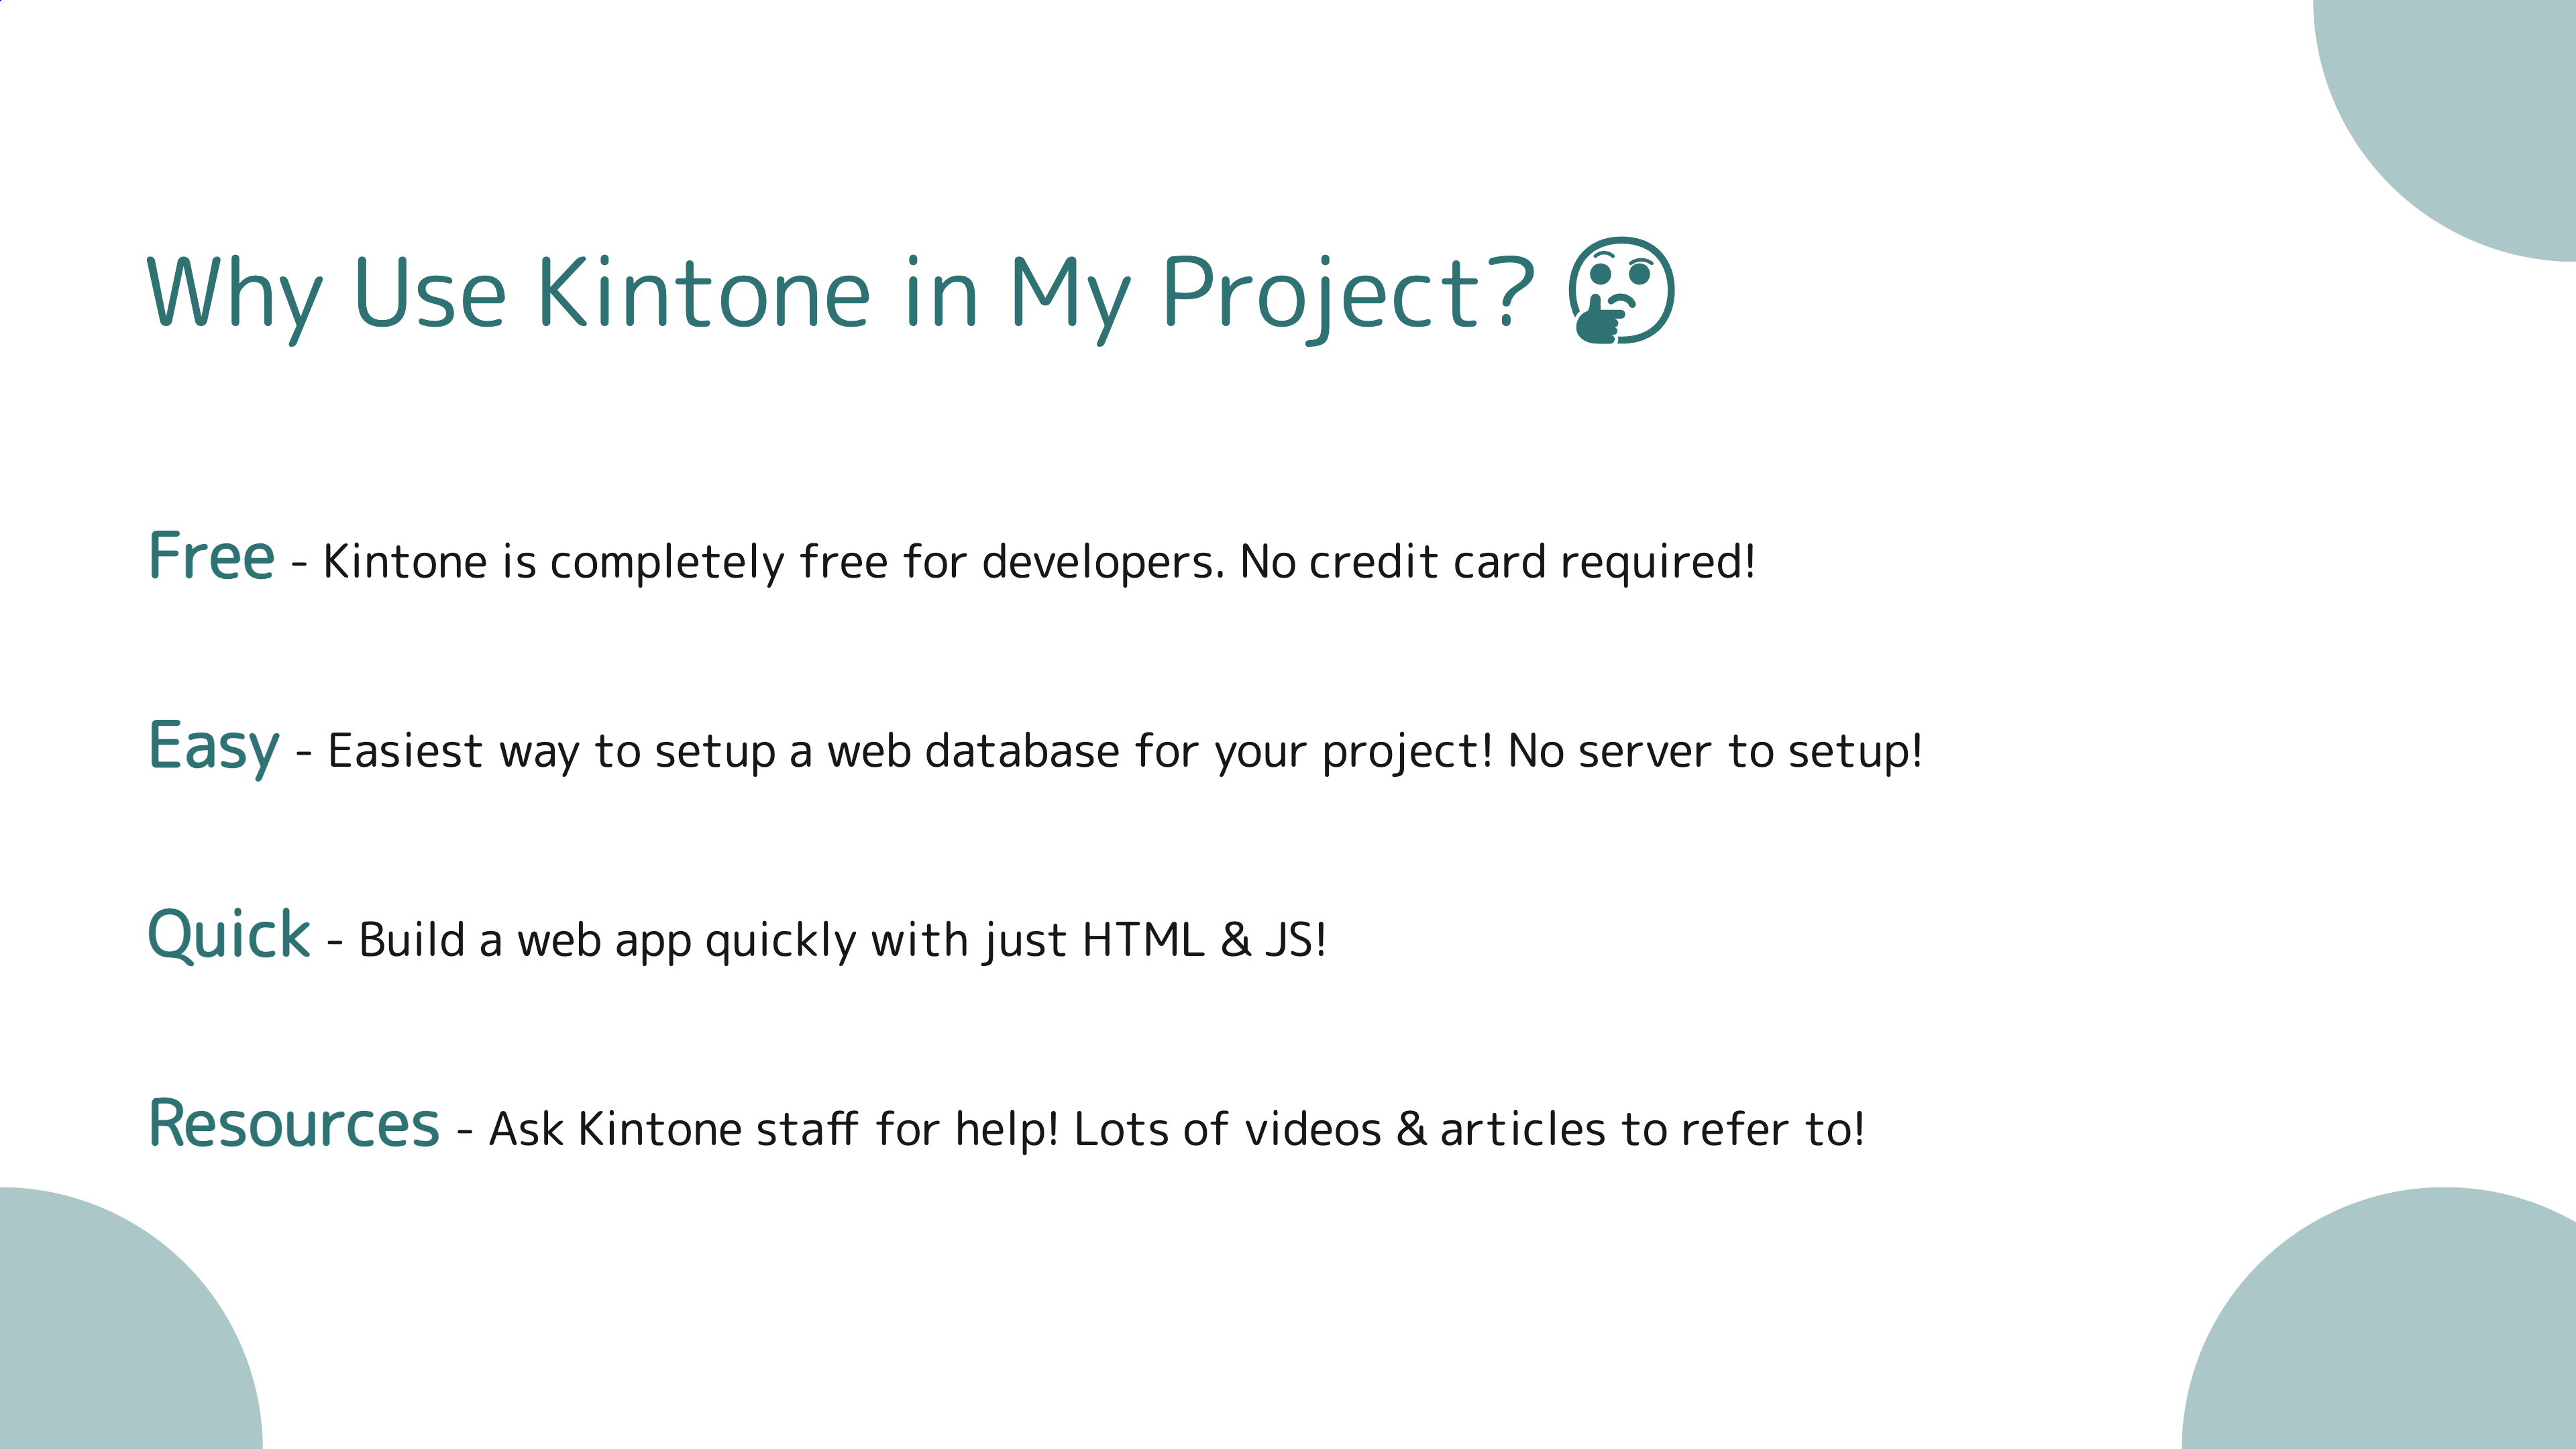 Why Use Kintone in My Project? 🤔
Free - Kintone is completely free for developers. No credit card required!
Easy - Easiest way to setup a web database for your project! No server to setup!
Quick - Build a web app quickly with just HTML & JS!
Resources - Ask Kintone staff for help! Lots of videos & articles to refer to!